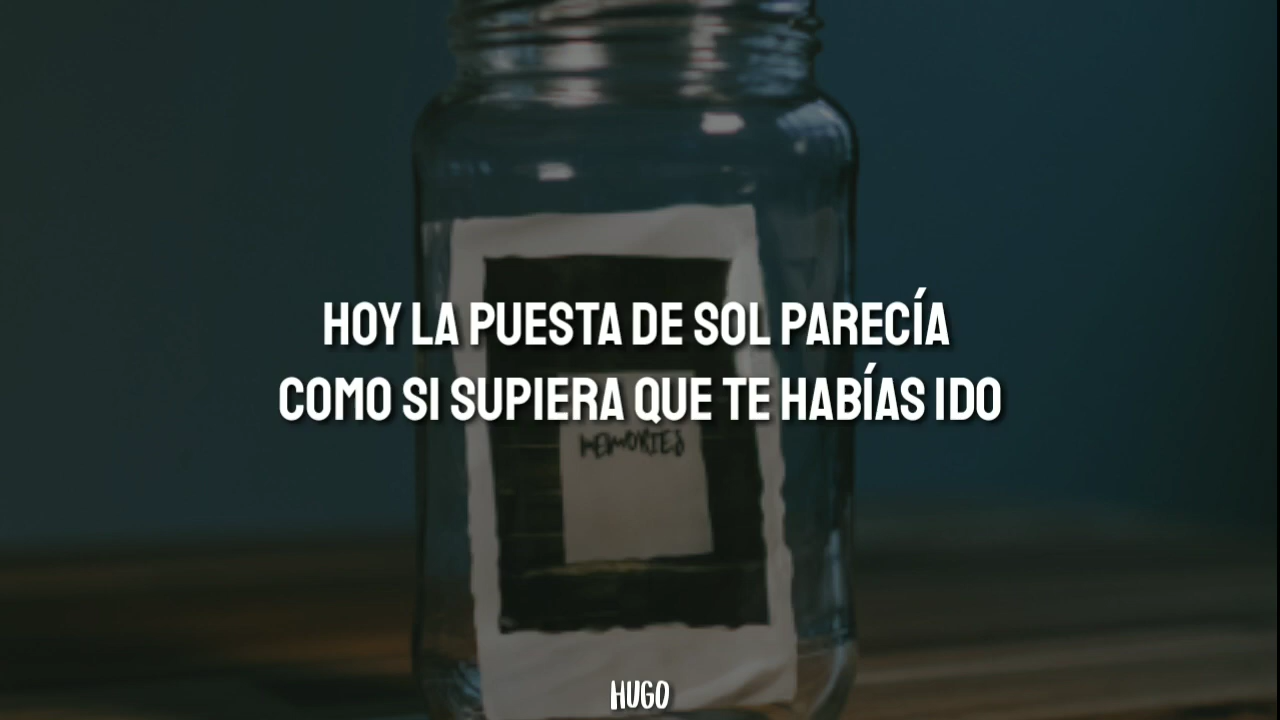 HOY LA PUESTA DE SOL PARECÍA
COMO SI SUPIERA QUE TE HABÍAS IDO
MEMORIES
HUGO